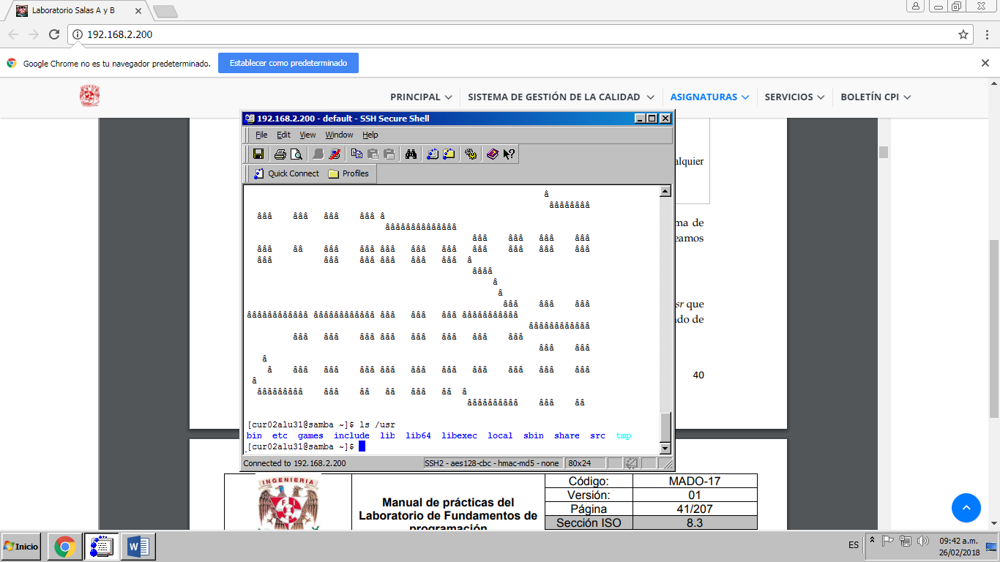 Laboratorio Salas A y B
192.168.2.200
Google Chrome no es tu navegador predeterminado. Establecer como predeterminado
PRINCIPAL SISTEMA DE GESTIÓN DE LA CALIDAD ASIGNATURAS SERVICIOS BOLETÍN CPI
192.168.2.200 - default - SSH Secure Shell
File Edit View Window Help
Quick Connect Profiles
alquier
ma de
eamos
sr que
ado de
40
â
ââââââââ
âââ âââ âââ âââ â
ââââââââââââââ
âââ âââ âââ âââ
âââ ââ âââ âââ âââ âââ âââ âââ âââ âââ âââ
âââ âââ âââ âââ âââ âââ â
ââââ
â
â
âââ âââ âââ
ââââââââââââ ââââââââââââ âââ âââ âââ âââââââââââ
ââââââââââââ
âââ âââ âââ âââ âââ âââ âââ âââ
âââ âââ
â
â âââ âââ âââ âââ âââ âââ âââ âââ âââ âââ
â
âââââââââ âââ ââ ââ âââ ââ â
ââââââââââ âââ ââ
[cur02alu31@samba ~]$ ls /usr
bin etc games include lib lib64 libexec local sbin share src tmp
[cur02alu31@samba ~]$
Connected to 192.168.2.200 SSH2 - aes128-cbc - hmac-md5 - none 80x24
INGENIERIA
Manual de prácticas del
Laboratorio de Fundamentos de
programación
Código: MADO-17
Versión: 01
Página 41/207
Sección ISO 8.3
Inicio
ES
09:42 a.m.
26/02/2018